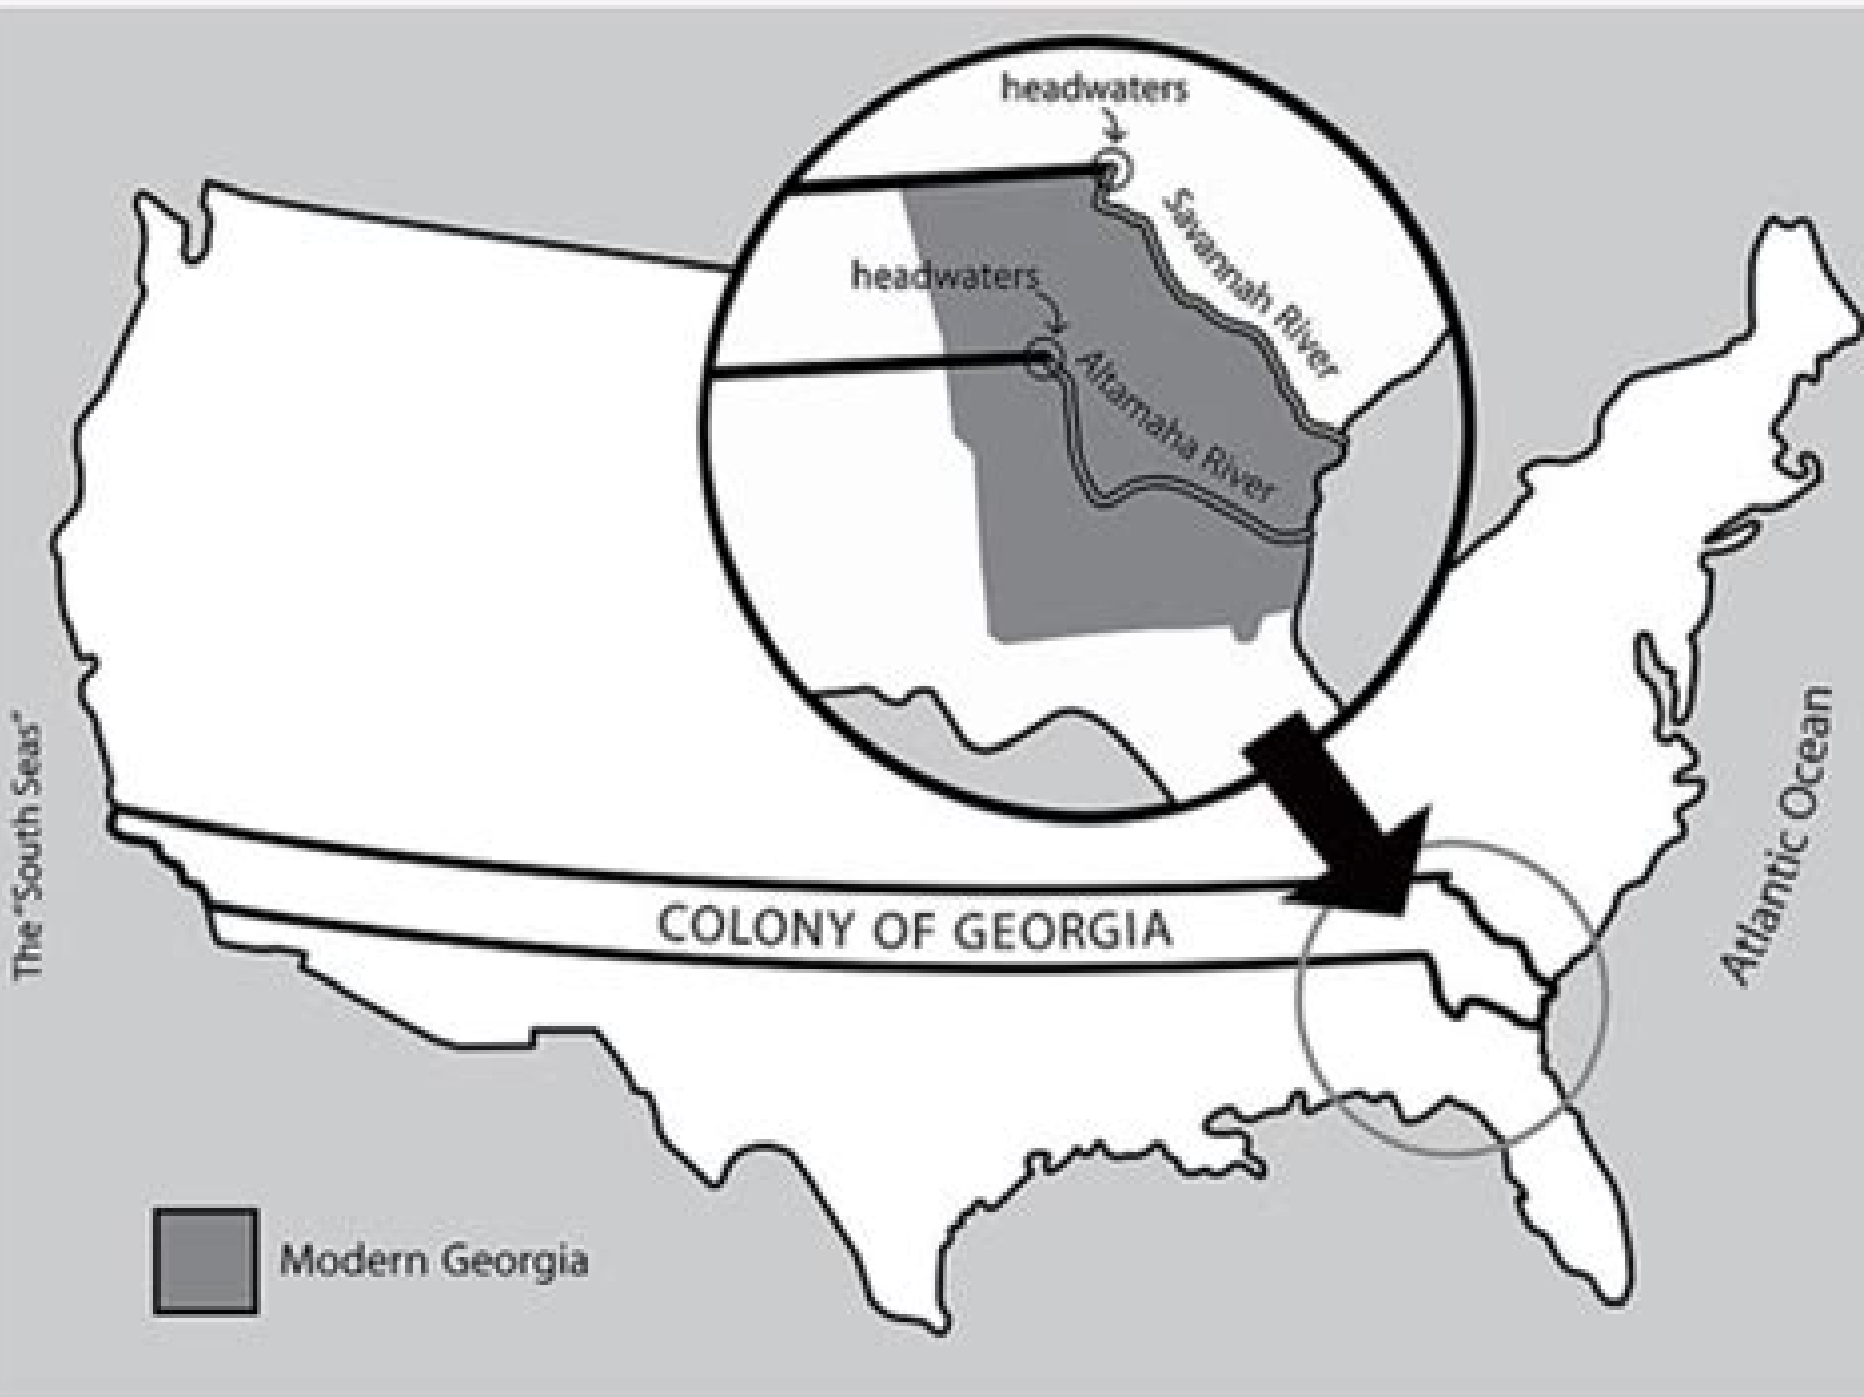 headwaters
Savannah River
headwaters
Altamaha River
The "South Seas"
Atlantic Ocean
COLONY OF GEORGIA
Modern Georgia